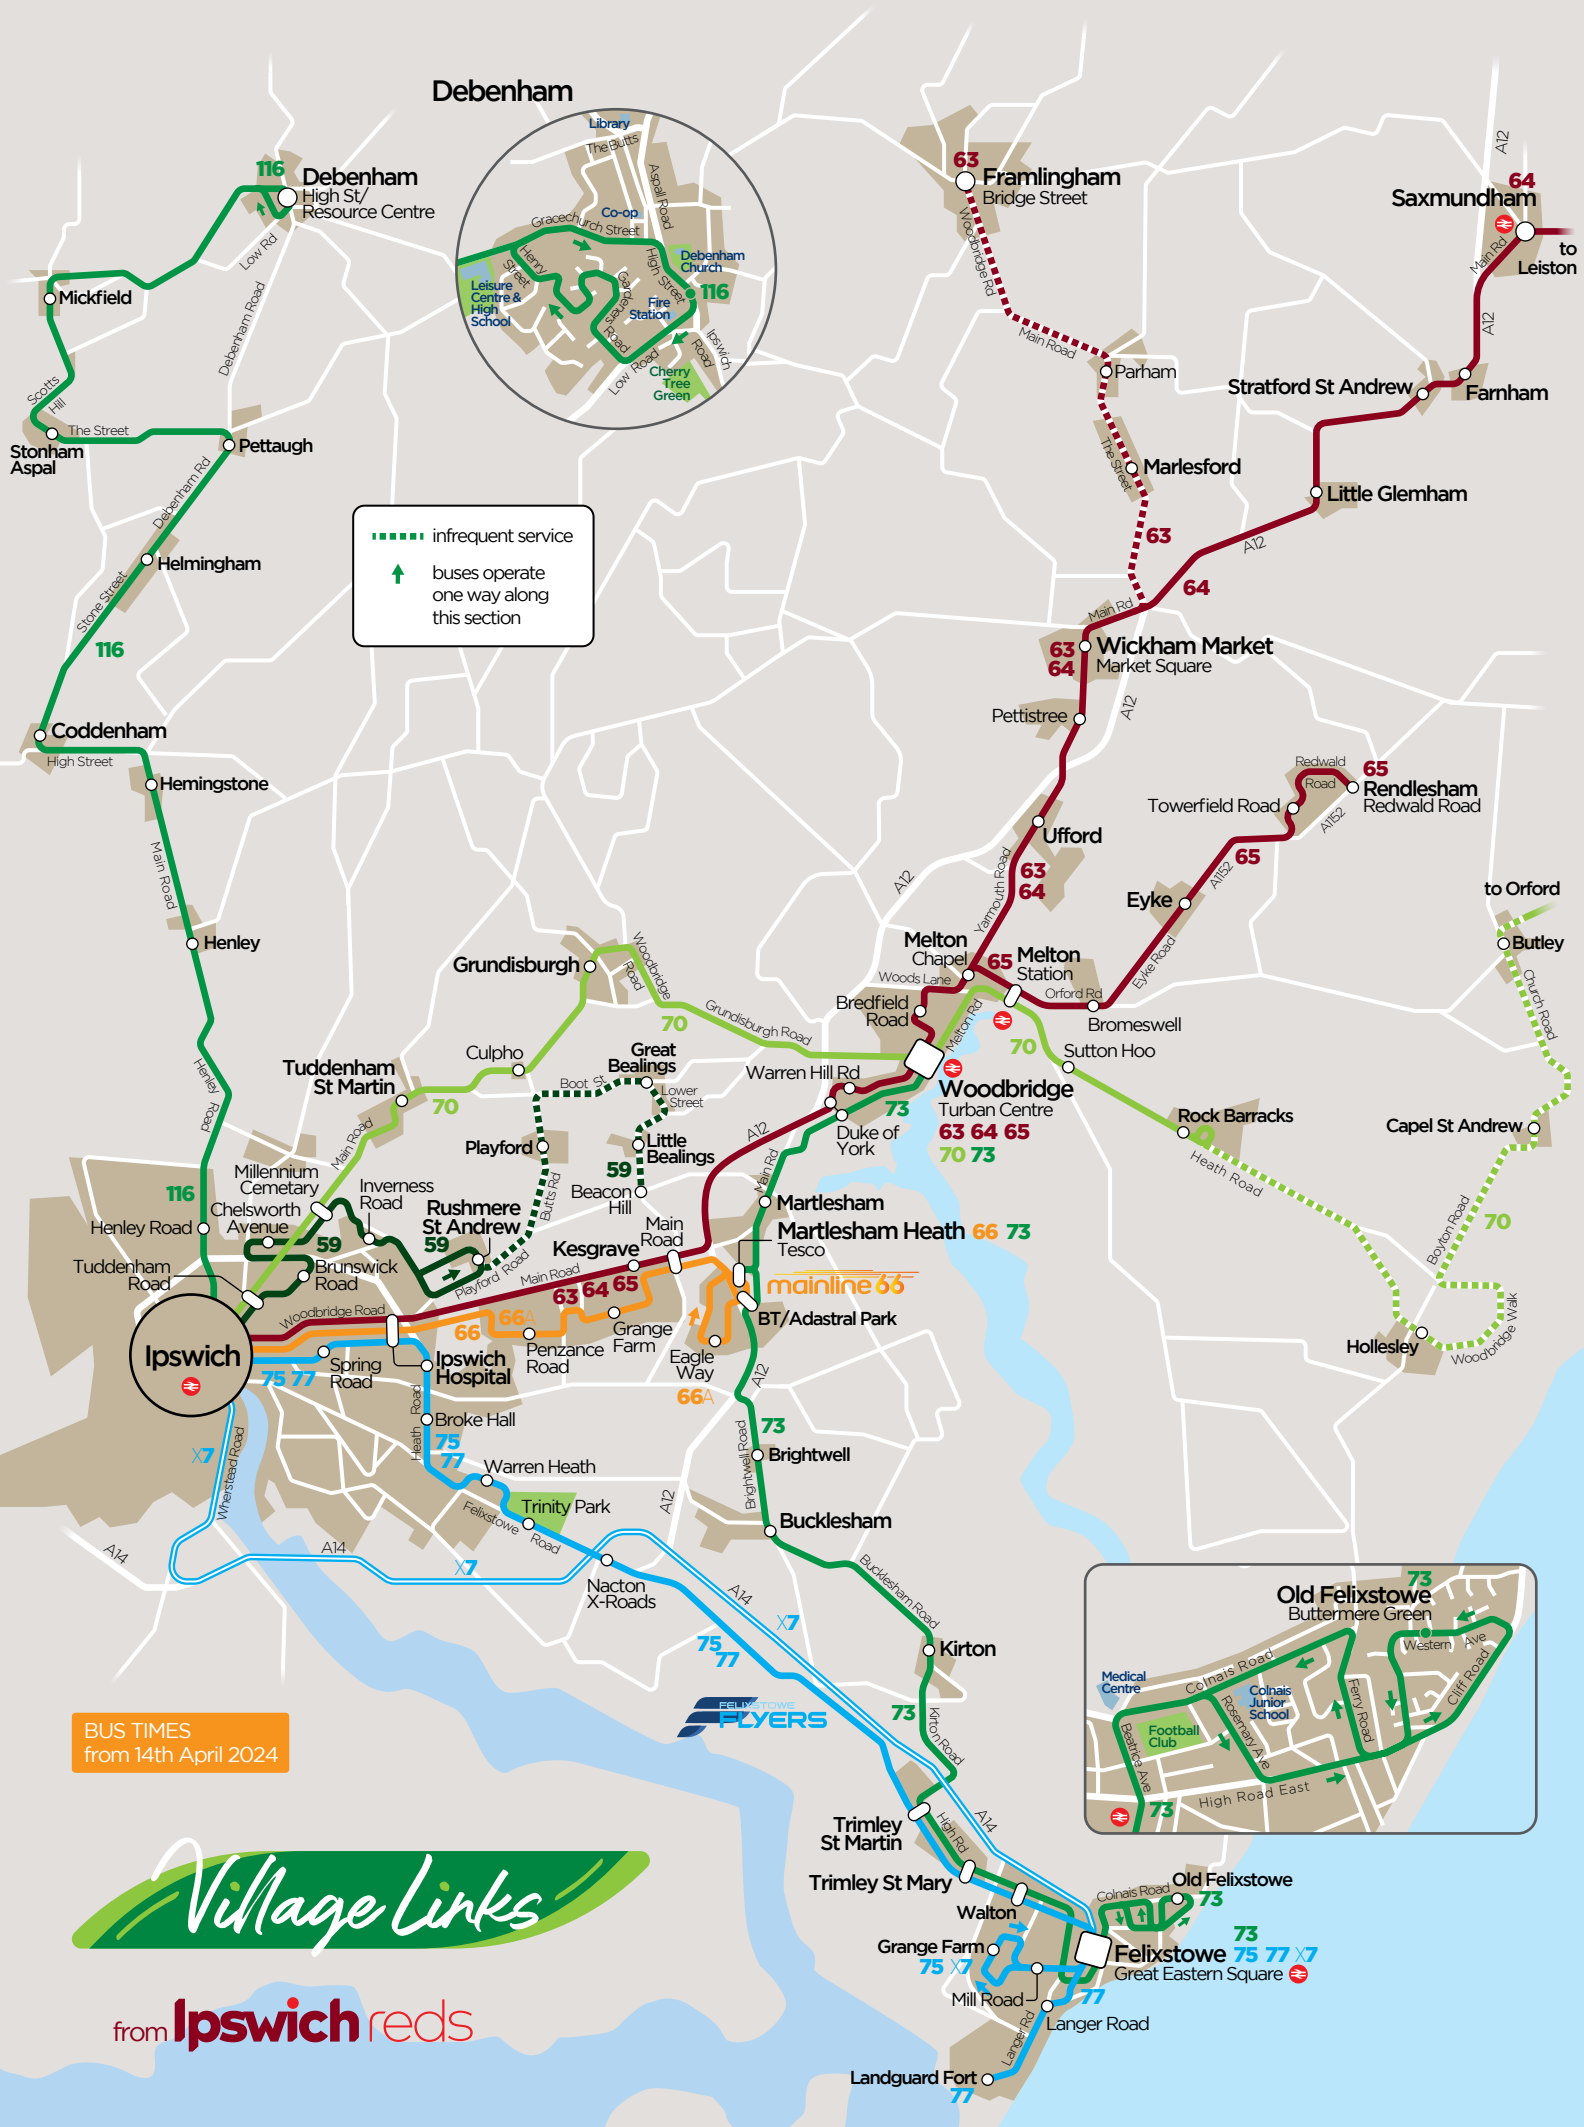 Debenham
Library
The Butts
Aspall Road
Co-op
Gracechurch Street
Henry
Street
High Street
Gardeners
Road
Debenham
Church
116
Leisure
Centre &
High
School
Fire
Station
Ipswich
Road
Low Road
Cherry
Tree
Green
116
Debenham
High St/
Resource Centre
Low Rd
Mickfield
Debenham Road
Scotts
Hill
The Street
Stonham
Aspal
Pettaugh
Debenham Rd
Helmingham
Stone Street
116
Coddenham
High Street
Hemingstone
Main Road
Henley
Henley Road
116
Henley Road
infrequent service
buses operate
one way along
this section
63
Framlingham
Bridge Street
Woodbridge Rd
Main Road
Parham
The Street
Marlesford
63
A12
64
Saxmundham
Main Rd
to
Leiston
A12
Stratford St Andrew
Farnham
Little Glemham
A12
64
Main Rd
63
64
Wickham Market
Market Square
A12
Pettistree
Ufford
Yarmouth Road
63
64
A12
Redwald
Road
65
Rendlesham
Redwald Road
Towerfield Road
A1152
65
A1152
Eyke
Eyke Road
to Orford
Butley
Church Road
Melton
Chapel
65
Melton
Station
Woods Lane
Orford Rd
Bromeswell
Bredfield
Road
Melton Rd
70
Sutton Hoo
Grundisburgh
Woodbridge
Road
70
Grundisburgh Road
Culpho
Tuddenham
St Martin
70
Main Road
Great
Bealings
Boot St
Lower
Street
Playford
Little
Bealings
59
Beacon
Hill
Butts Rd
Warren Hill Rd
A12
73
Duke of
York
Woodbridge
Turban Centre
63 64 65
70 73
Rock Barracks
Heath Road
Capel St Andrew
Boyton Road
70
Hollesley
Woodbridge Walk
Millennium
Cemetary
Chelsworth
Avenue
Inverness
Road
59
Brunswick
Road
Tuddenham
Road
Rushmere
St Andrew
59
Playford Road
Main Rd
Martlesham
Martlesham Heath 66 73
Tesco
Main
Road
Kesgrave
Main Road
63 64 65
mainline 66
BT/Adastral Park
Woodbridge Road
66
66A
Grange
Farm
Penzance
Road
Eagle
Way
66A
A12
Ipswich
Spring
Road
75 77
Ipswich
Hospital
Heath Road
Broke Hall
75
77
Warren Heath
Trinity Park
Felixstowe Road
Nacton
X-Roads
A12
73
Brightwell Road
Brightwell
Bucklesham
Bucklesham Road
Kirton
73
Kirton Road
X7
Wherstead Road
A14
A14
X7
A14
X7
75
77
FELIXSTOWE
FLYERS
BUS TIMES
from 14th April 2024
Village Links
from Ipswich reds
73
Old Felixstowe
Buttermere Green
Western Ave
Cliff Road
Colnais Road
Medical
Centre
Colnais
Junior
School
Football
Club
Ferry Road
Rosemary Ave
Beatrice Ave
High Road East
73
Trimley
St Martin
High Rd
A14
Trimley St Mary
Walton
Colnais Road
Old Felixstowe
73
Grange Farm
75 X7
73
Felixstowe 75 77 X7
Great Eastern Square
Mill Road
77
Langer Road
Langer Rd
Landguard Fort
77